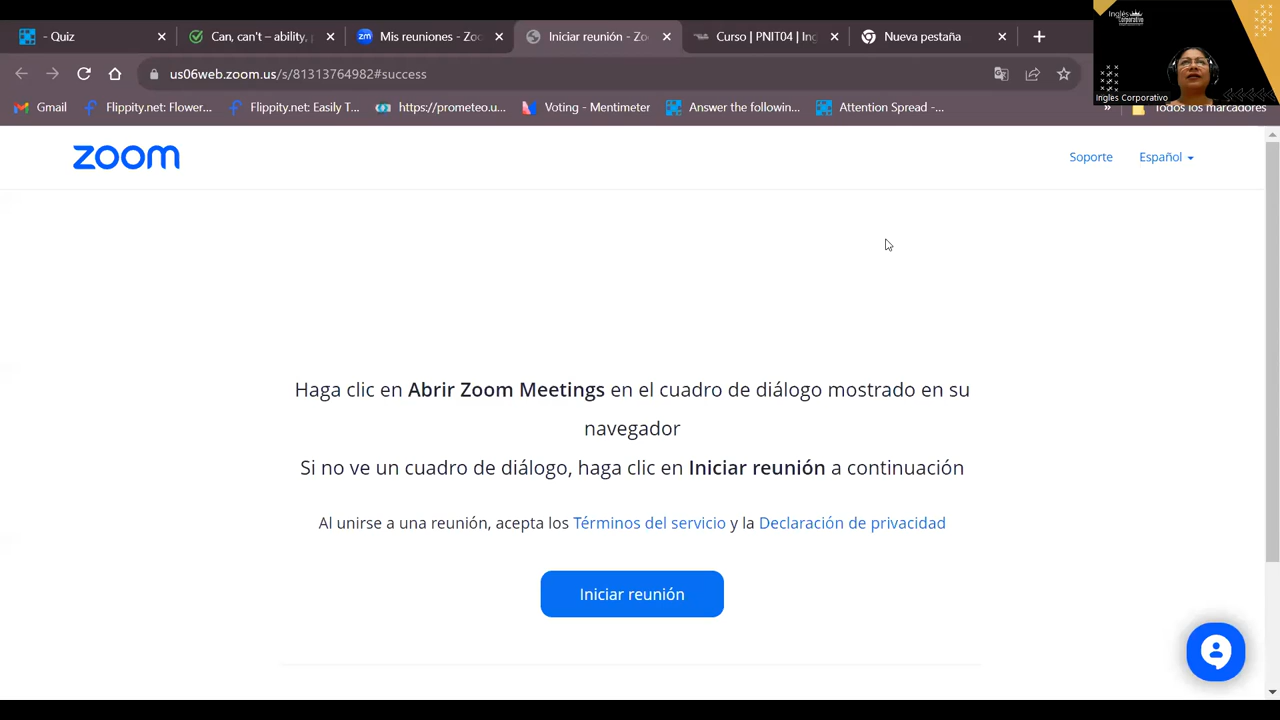 - Quiz
Can, can't – ability, p
Mis reuniones - Zoo
Iniciar reunión - Zo
Curso | PNIT04 | Ing
Nueva pestaña
us06web.zoom.us/s/81313764982#success
Gmail
Flippity.net: Flower...
Flippity.net: Easily T...
https://prometeo.u...
Voting - Mentimeter
Answer the followin...
Attention Spread -...
Todos los marcadores
Inglés
Corporativo
Ingles Corporativo
zoom
Soporte
Español
Haga clic en Abrir Zoom Meetings en el cuadro de diálogo mostrado en su
navegador
Si no ve un cuadro de diálogo, haga clic en Iniciar reunión a continuación
Al unirse a una reunión, acepta los Términos del servicio y la Declaración de privacidad
Iniciar reunión